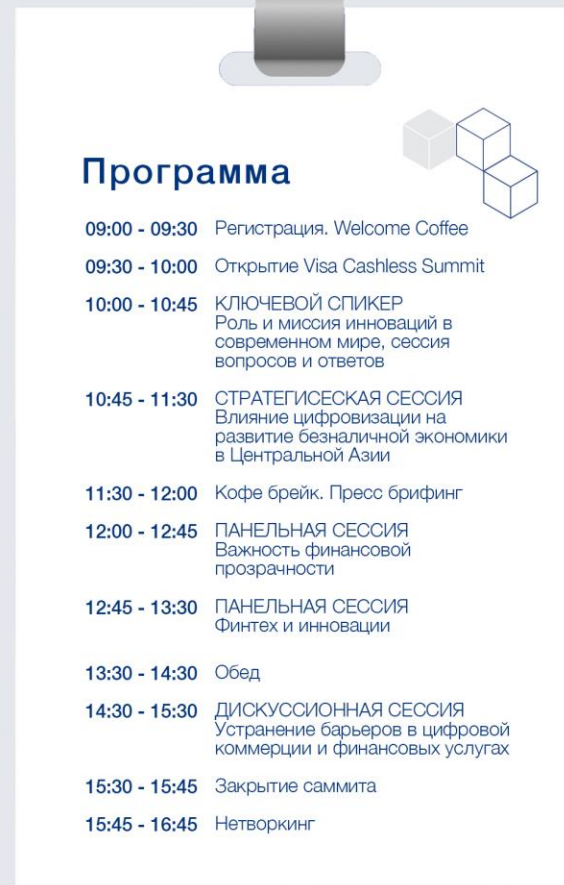 Программа
09:00 - 09:30 Регистрация. Welcome Coffee
09:30 - 10:00 Открытие Visa Cashless Summit
10:00 - 10:45 КЛЮЧЕВОЙ СПИКЕР
Роль и миссия инноваций в
современном мире, сессия
вопросов и ответов
10:45 - 11:30 СТРАТЕГИСЕСКАЯ СЕССИЯ
Влияние цифровизации на
развитие безналичной экономики
в Центральной Азии
11:30 - 12:00 Кофе брейк. Пресс брифинг
12:00 - 12:45 ПАНЕЛЬНАЯ СЕССИЯ
Важность финансовой
прозрачности
12:45 - 13:30 ПАНЕЛЬНАЯ СЕССИЯ
Финтех и инновации
13:30 - 14:30 Обед
14:30 - 15:30 ДИСКУССИОННАЯ СЕССИЯ
Устранение барьеров в цифровой
коммерции и финансовых услугах
15:30 - 15:45 Закрытие саммита
15:45 - 16:45 Нетворкинг